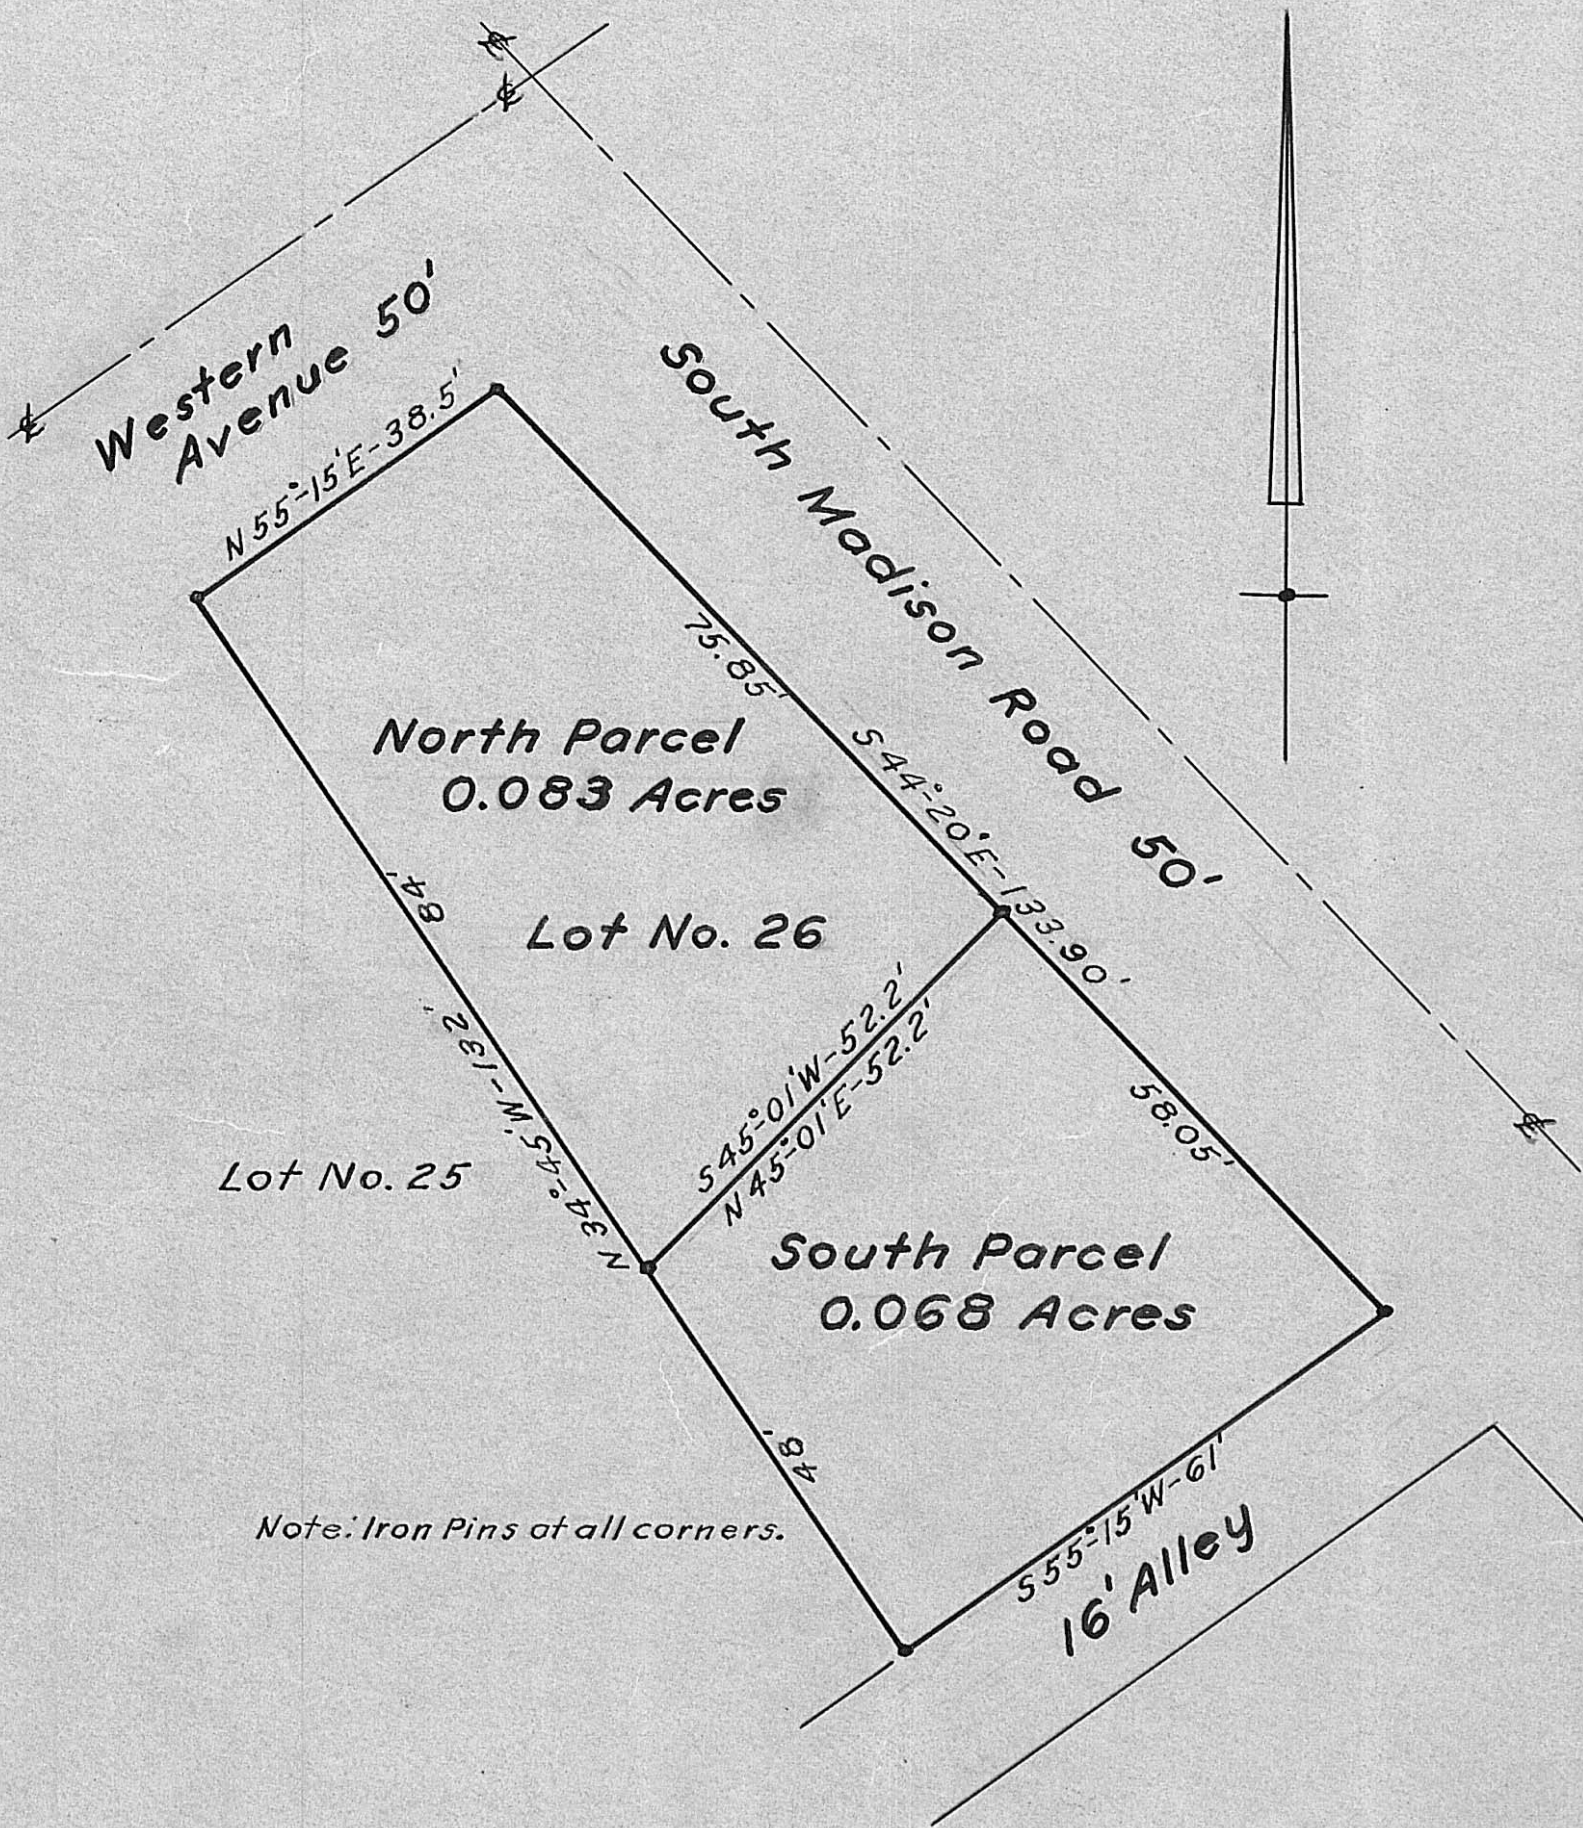 Western
Avenue 50'
South Madison Road 50'
N 55°-15' E-38.5'
75.85'
S 44°-20' E-133.90'
North Parcel
0.083 Acres
84'
Lot No. 26
N 34°-45' W-132'
S 45°-01' W-52.2'
N 45°-01' E-52.2'
58.05'
Lot No. 25
South Parcel
0.068 Acres
48'
S 55°-15' W-61'
16' Alley
Note: Iron Pins at all corners.